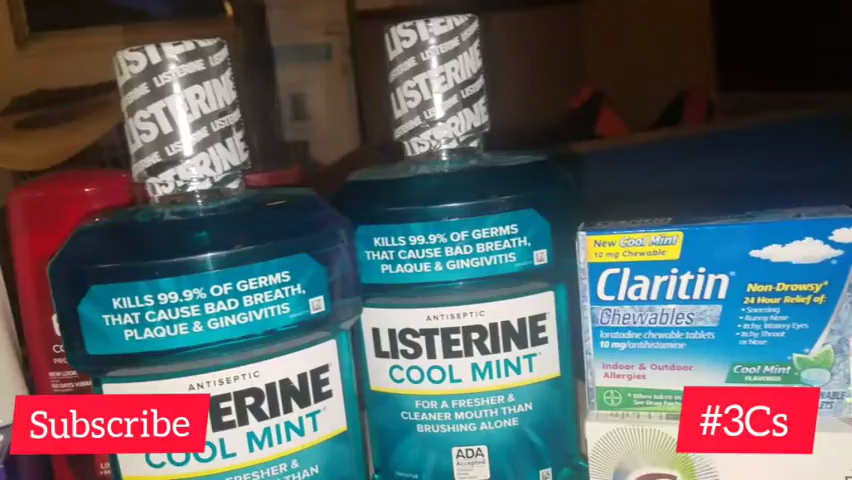 LISTERINE
LISTERINE
LISTERINE
KILLS 99.9% OF GERMS
THAT CAUSE BAD BREATH,
PLAQUE & GINGIVITIS
ANTISEPTIC
ERINE
COOL MINT
FRESHER &
THAN
LISTERINE
LISTERINE
LISTERINE
KILLS 99.9% OF GERMS
THAT CAUSE BAD BREATH,
PLAQUE & GINGIVITIS
ANTISEPTIC
LISTERINE
COOL MINT
FOR A FRESHER &
CLEANER MOUTH THAN
BRUSHING ALONE
ADA
Accepted
New Cool Mint
10 mg Chewable
Claritin
Chewables
loratadine chewable tablets
10 mg/antihistamine
Indoor & Outdoor
Allergies
Non-Drowsy*
24 Hour Relief of:
Sneezing
Runny Nose
Itchy, Watery Eyes
Itchy Throat
or Nose
Cool Mint
FLAVORED
Subscribe
#3Cs